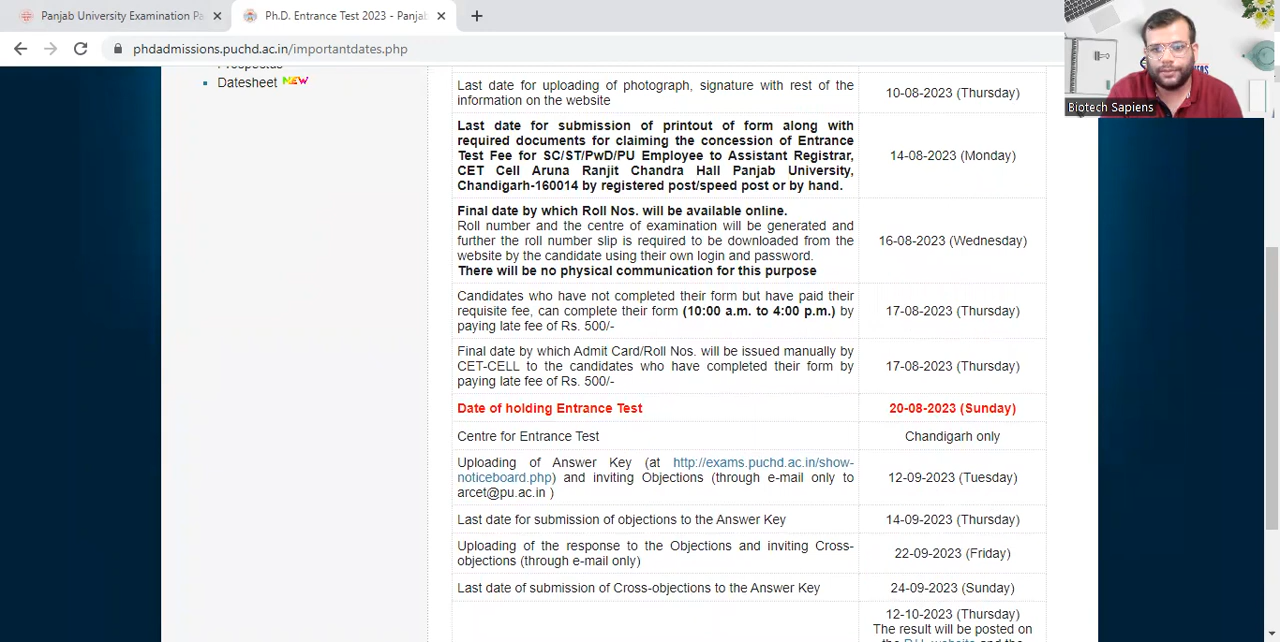 Panjab University Examination Pa
Ph.D. Entrance Test 2023 - Panjab
phdadmissions.puchd.ac.in/importantdates.php
Biotech Sapiens
Datesheet NEW
Last date for uploading of photograph, signature with rest of the
information on the website
10-08-2023 (Thursday)
Last date for submission of printout of form along with
required documents for claiming the concession of Entrance
Test Fee for SC/ST/PwD/PU Employee to Assistant Registrar,
CET Cell Aruna Ranjit Chandra Hall Panjab University,
Chandigarh-160014 by registered post/speed post or by hand.
14-08-2023 (Monday)
Final date by which Roll Nos. will be available online.
Roll number and the centre of examination will be generated and
further the roll number slip is required to be downloaded from the
website by the candidate using their own login and password.
There will be no physical communication for this purpose
16-08-2023 (Wednesday)
Candidates who have not completed their form but have paid their
requisite fee, can complete their form (10:00 a.m. to 4:00 p.m.) by
paying late fee of Rs. 500/-
17-08-2023 (Thursday)
Final date by which Admit Card/Roll Nos. will be issued manually by
CET-CELL to the candidates who have completed their form by
paying late fee of Rs. 500/-
17-08-2023 (Thursday)
Date of holding Entrance Test
20-08-2023 (Sunday)
Centre for Entrance Test
Chandigarh only
Uploading of Answer Key (at http://exams.puchd.ac.in/show-
noticeboard.php) and inviting Objections (through e-mail only to
arcet@pu.ac.in )
12-09-2023 (Tuesday)
Last date for submission of objections to the Answer Key
14-09-2023 (Thursday)
Uploading of the response to the Objections and inviting Cross-
objections (through e-mail only)
22-09-2023 (Friday)
Last date of submission of Cross-objections to the Answer Key
24-09-2023 (Sunday)
12-10-2023 (Thursday)
The result will be posted on